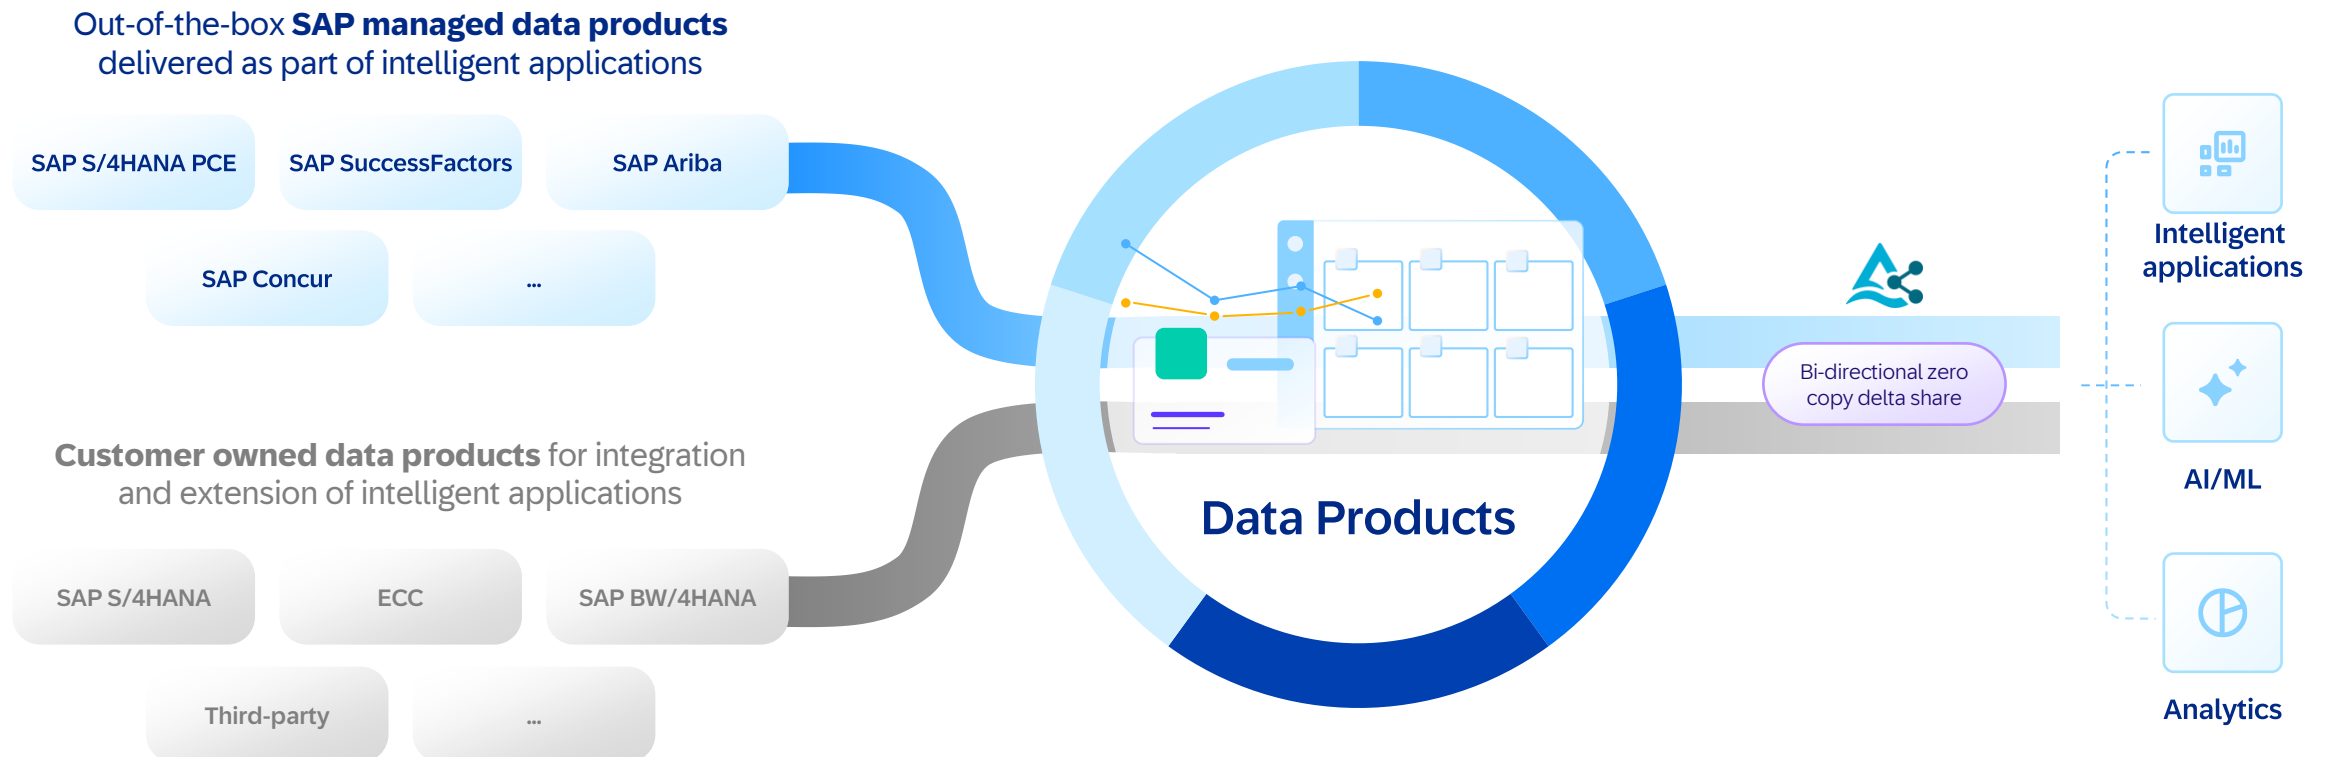 Out-of-the-box SAP managed data products
delivered as part of intelligent applications
SAP S/4HANA PCE
SAP SuccessFactors
SAP Ariba
SAP Concur
...
Customer owned data products for integration
and extension of intelligent applications
SAP S/4HANA
ECC
SAP BW/4HANA
Third-party
...
Data Products
Bi-directional zero
copy delta share
Intelligent
applications
AI/ML
Analytics